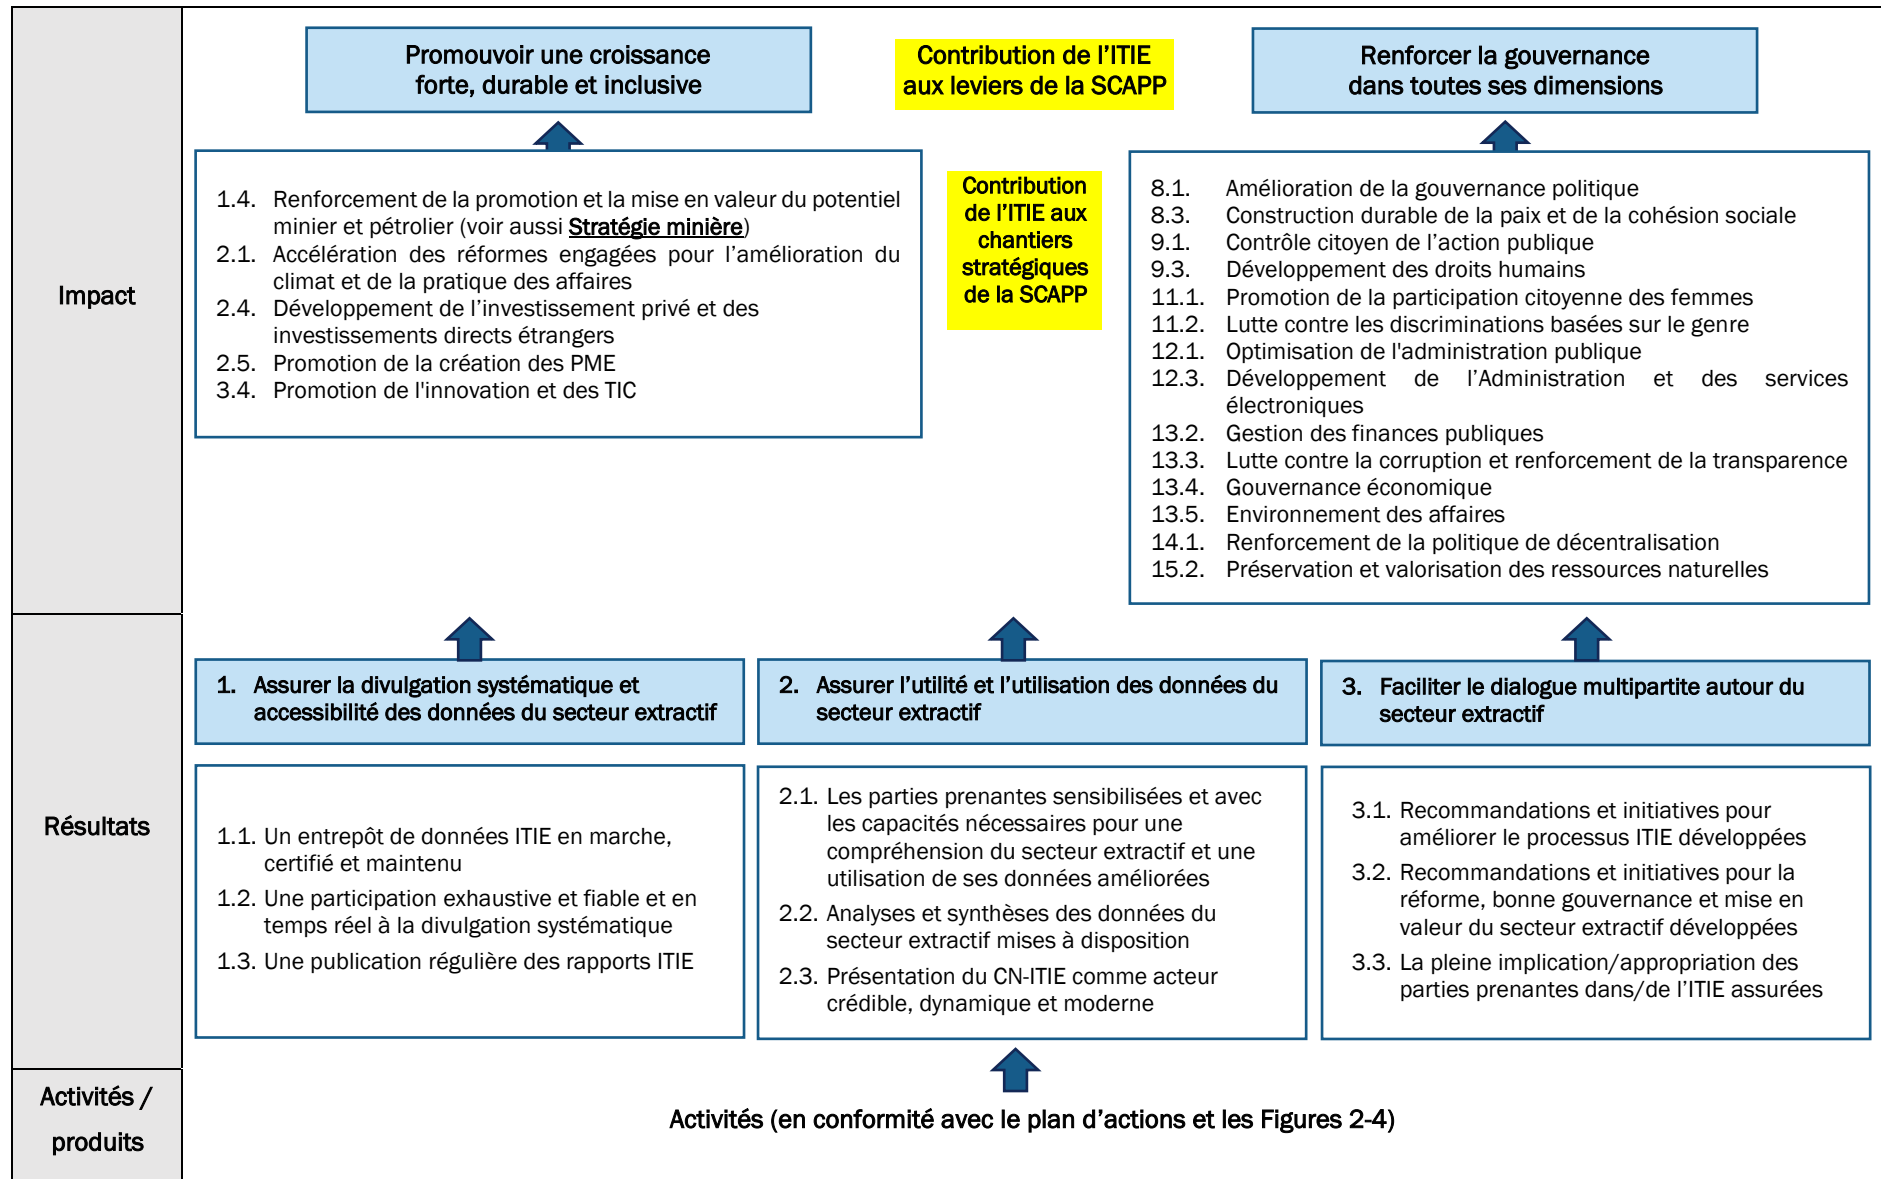 Impact
Promouvoir une croissance
forte, durable et inclusive
Contribution de l’ITIE
aux leviers de la SCAPP
Renforcer la gouvernance
dans toutes ses dimensions
1.4. Renforcement de la promotion et la mise en valeur du potentiel
minier et pétrolier (voir aussi Stratégie minière)
2.1. Accélération des réformes engagées pour l’amélioration du
climat et de la pratique des affaires
2.4. Développement de l’investissement privé et des
investissements directs étrangers
2.5. Promotion de la création des PME
3.4. Promotion de l'innovation et des TIC
Contribution
de l’ITIE aux
chantiers
stratégiques
de la SCAPP
8.1. Amélioration de la gouvernance politique
8.3. Construction durable de la paix et de la cohésion sociale
9.1. Contrôle citoyen de l’action publique
9.3. Développement des droits humains
11.1. Promotion de la participation citoyenne des femmes
11.2. Lutte contre les discriminations basées sur le genre
12.1. Optimisation de l'administration publique
12.3. Développement de l’Administration et des services
électroniques
13.2. Gestion des finances publiques
13.3. Lutte contre la corruption et renforcement de la transparence
13.4. Gouvernance économique
13.5. Environnement des affaires
14.1. Renforcement de la politique de décentralisation
15.2. Préservation et valorisation des ressources naturelles
Résultats
1. Assurer la divulgation systématique et
accessibilité des données du secteur extractif
2. Assurer l’utilité et l’utilisation des données du
secteur extractif
3. Faciliter le dialogue multipartite autour du
secteur extractif
1.1. Un entrepôt de données ITIE en marche,
certifié et maintenu
1.2. Une participation exhaustive et fiable et en
temps réel à la divulgation systématique
1.3. Une publication régulière des rapports ITIE
2.1. Les parties prenantes sensibilisées et avec
les capacités nécessaires pour une
compréhension du secteur extractif et une
utilisation de ses données améliorées
2.2. Analyses et synthèses des données du
secteur extractif mises à disposition
2.3. Présentation du CN-ITIE comme acteur
crédible, dynamique et moderne
3.1. Recommandations et initiatives pour
améliorer le processus ITIE développées
3.2. Recommandations et initiatives pour la
réforme, bonne gouvernance et mise en
valeur du secteur extractif développées
3.3. La pleine implication/appropriation des
parties prenantes dans/de l’ITIE assurées
Activités /
produits
Activités (en conformité avec le plan d’actions et les Figures 2-4)